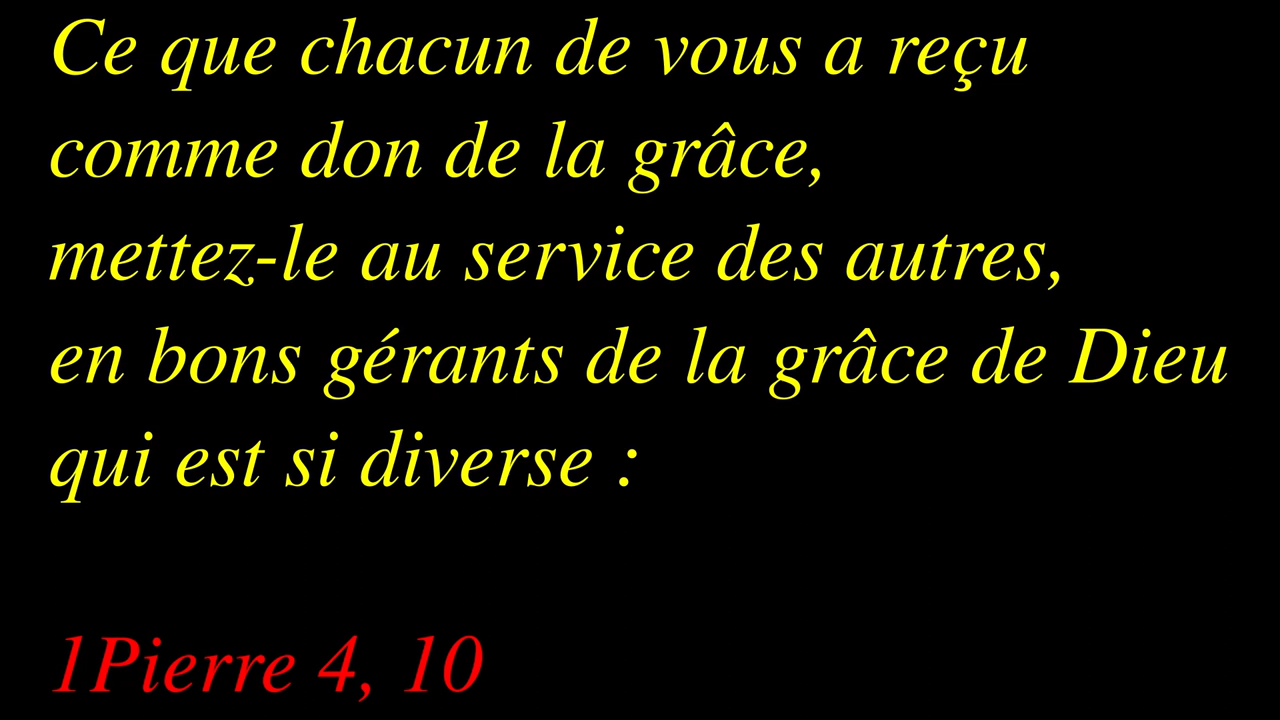 Ce que chacun de vous a reçu
comme don de la grâce,
mettez-le au service des autres,
en bons gérants de la grâce de Dieu
qui est si diverse :
1Pierre 4, 10